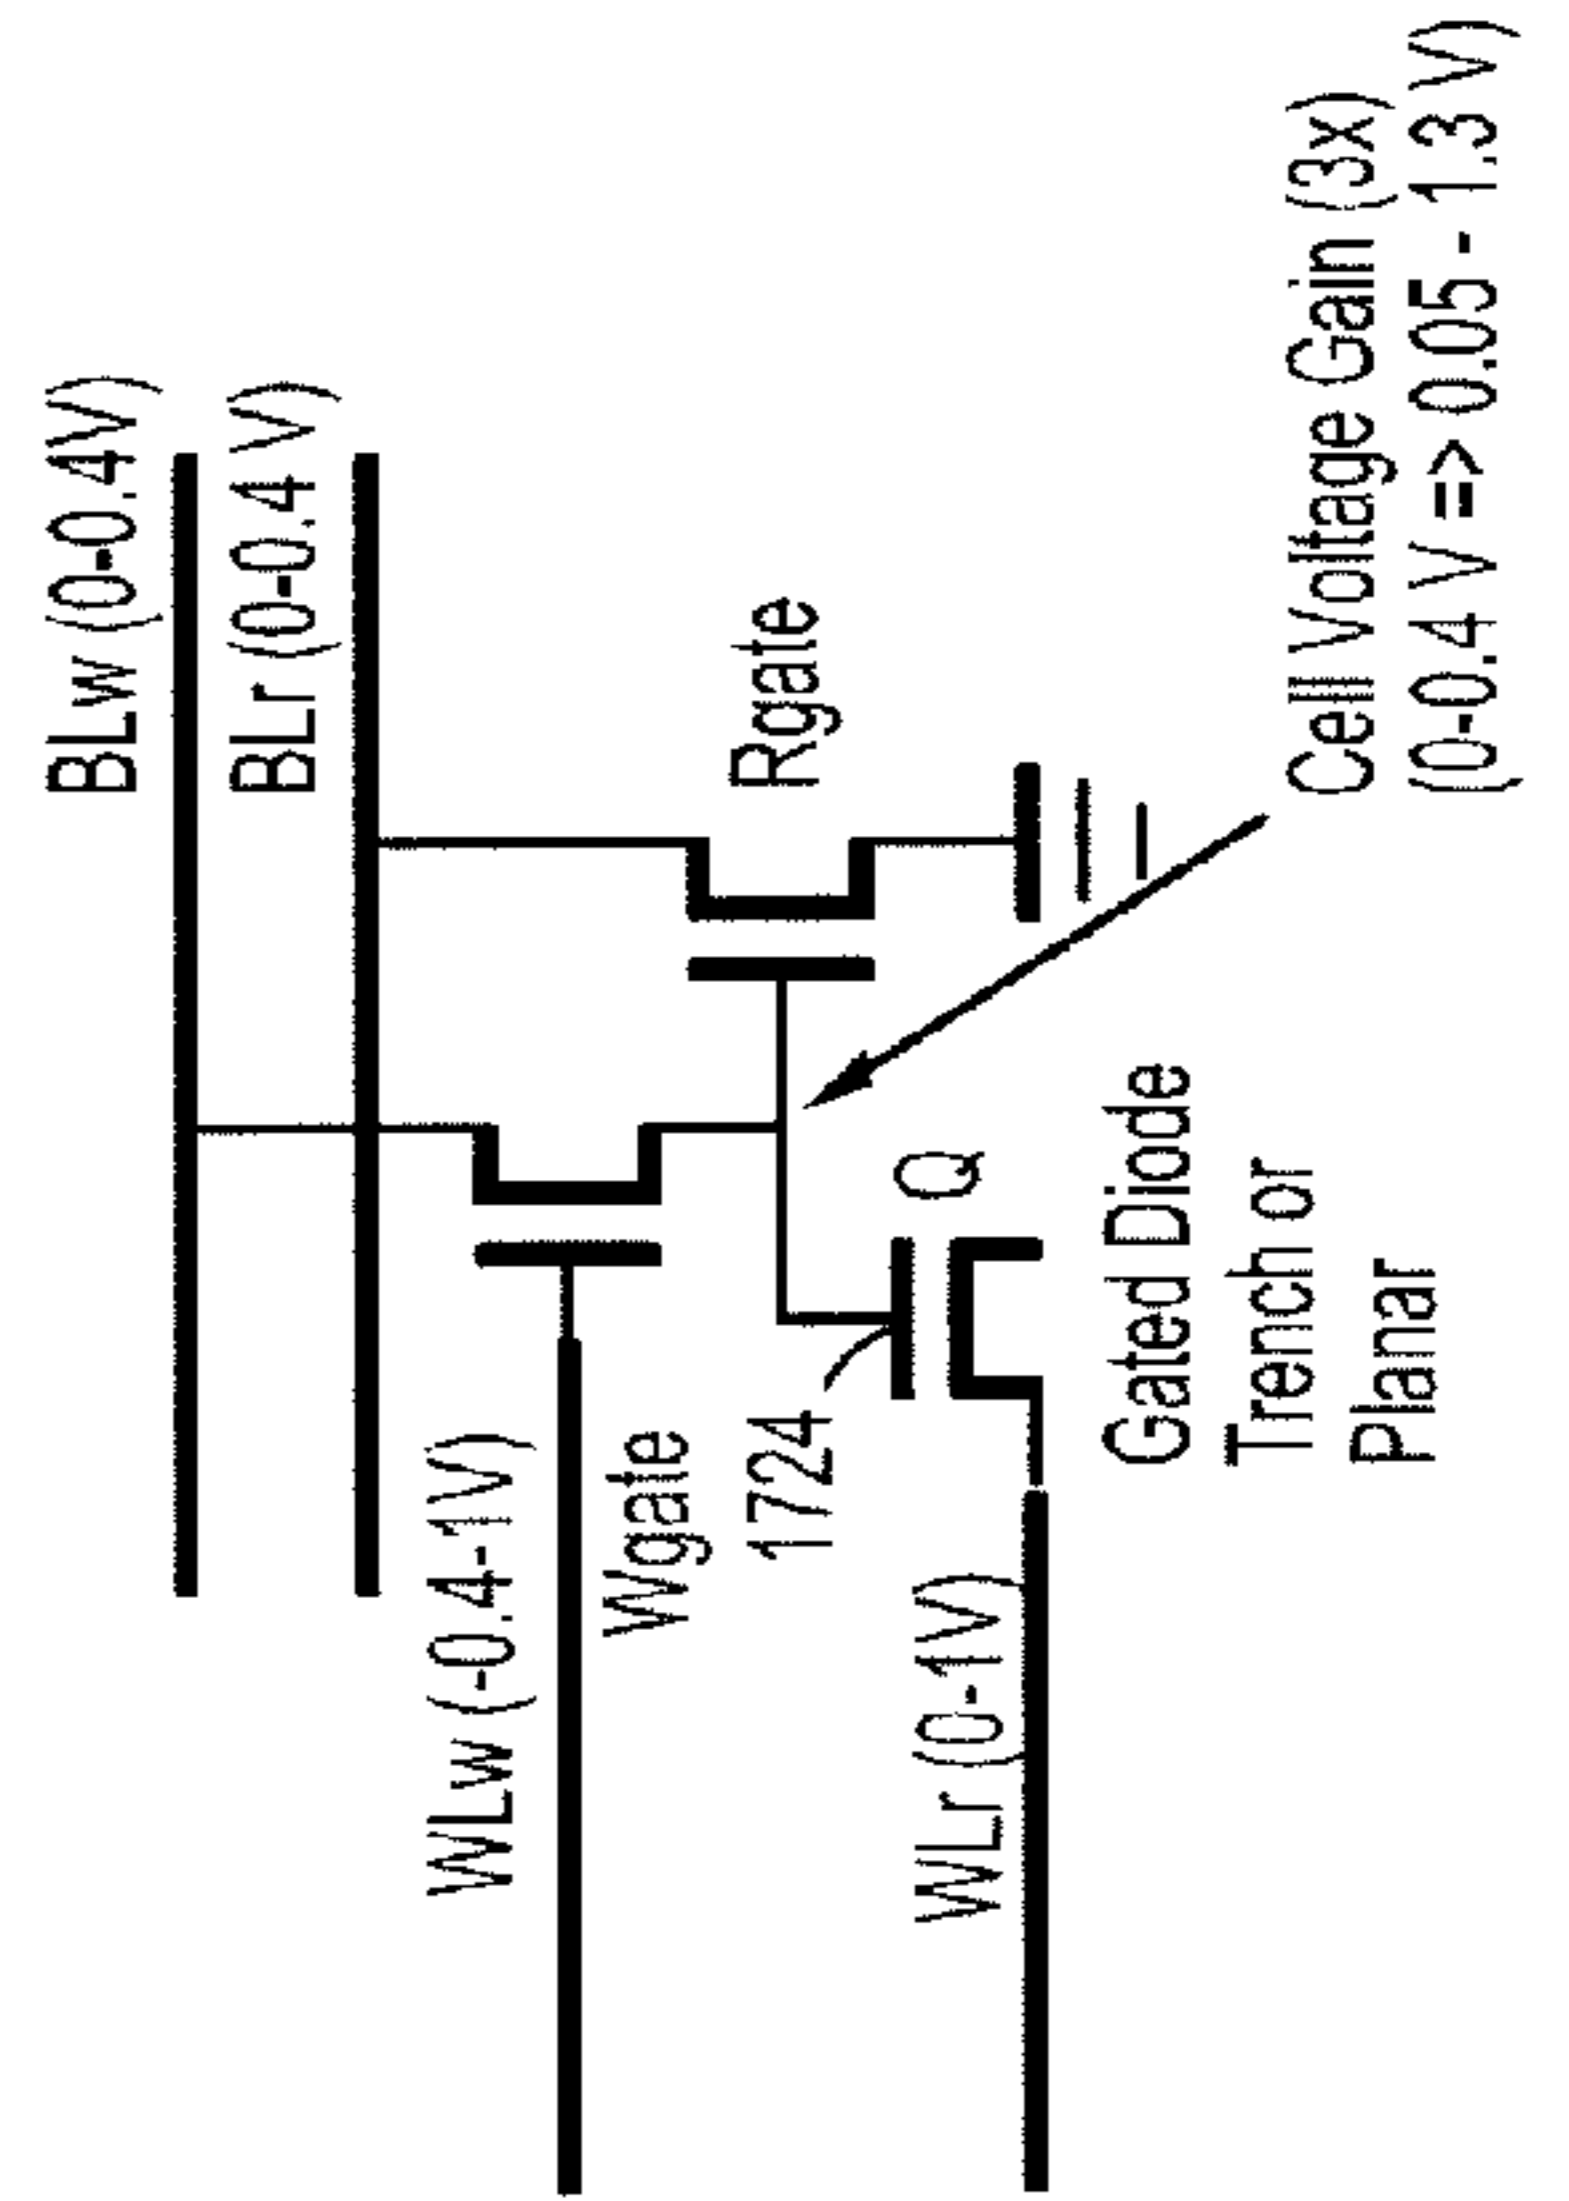 BLw (0-0.4V)
BLr (0-0.4 V)
WLw (-0.4-1V)
Wgate
Rgate
1724
Q
WLr (0-1V)
Gated Diode
Trench or
Planar
Cell Voltage Gain (3x)
(0-0.4 V => 0.05 - 1.3 V)